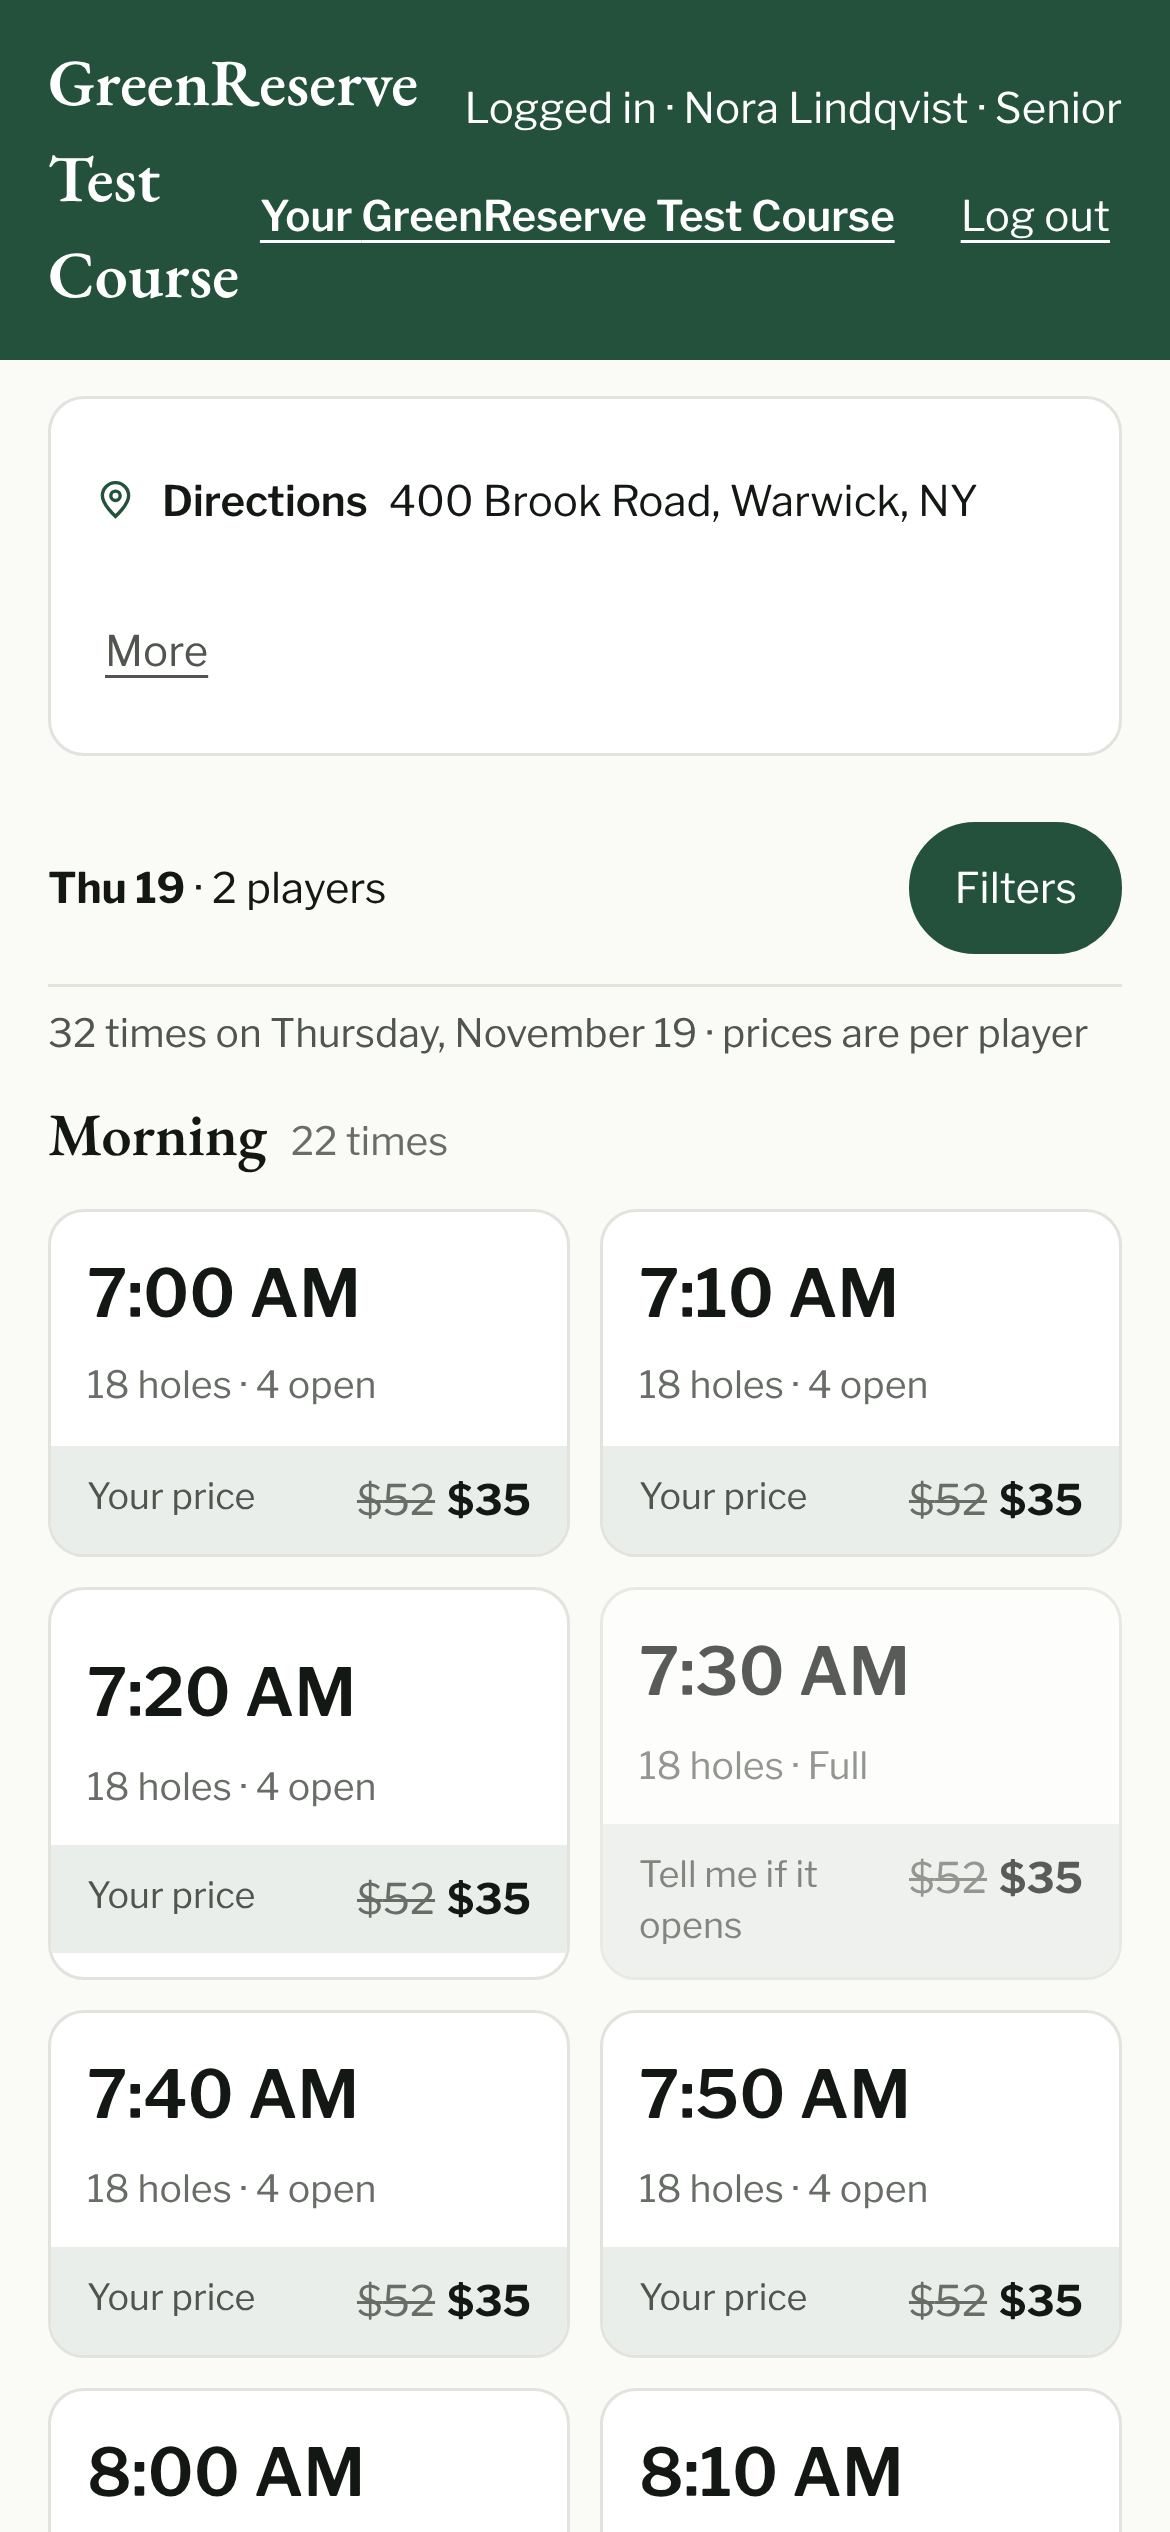 GreenReserve
Test
Course
Logged in · Nora Lindqvist · Senior
Your GreenReserve Test Course
Log out
Directions 400 Brook Road, Warwick, NY
More
Thu 19 · 2 players
Filters
32 times on Thursday, November 19 · prices are per player
Morning 22 times
7:00 AM
18 holes · 4 open
Your price $52 $35
7:10 AM
18 holes · 4 open
Your price $52 $35
7:20 AM
18 holes · 4 open
Your price $52 $35
7:30 AM
18 holes · Full
Tell me if it
opens
$52 $35
7:40 AM
18 holes · 4 open
Your price $52 $35
7:50 AM
18 holes · 4 open
Your price $52 $35
8:00 AM
8:10 AM